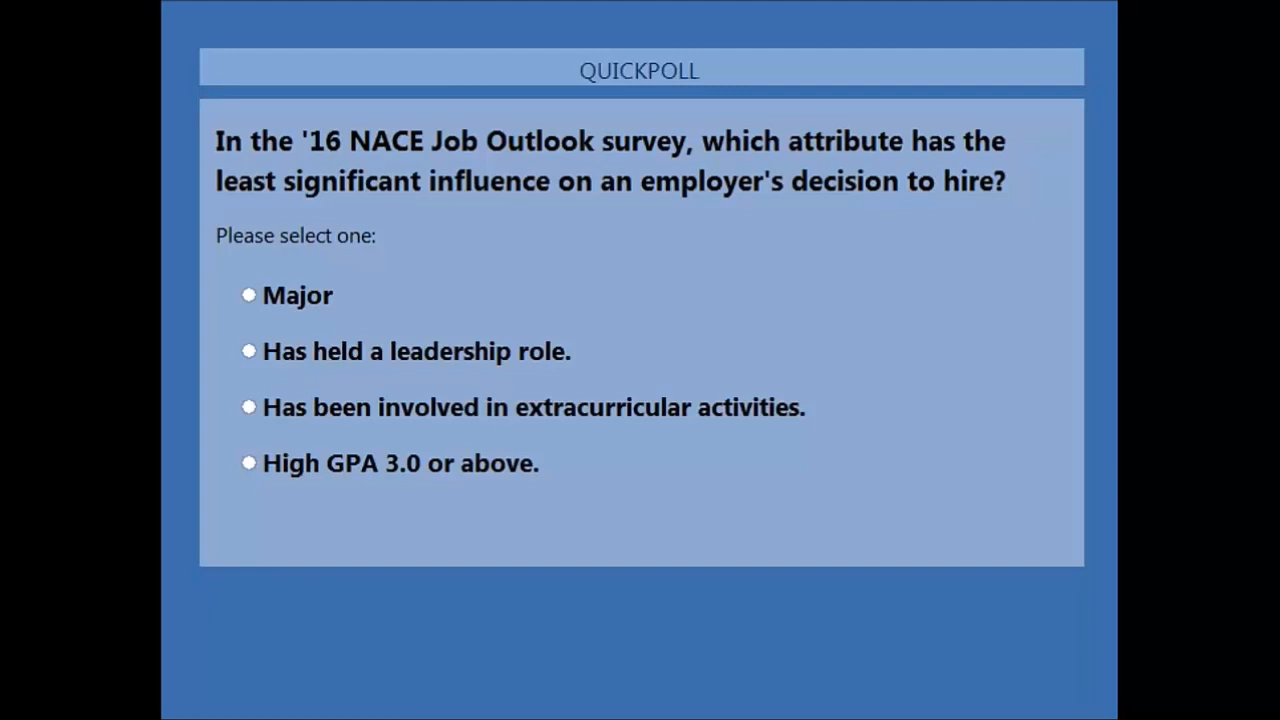 QUICKPOLL
In the '16 NACE Job Outlook survey, which attribute has the
least significant influence on an employer's decision to hire?
Please select one:
Major
Has held a leadership role.
Has been involved in extracurricular activities.
High GPA 3.0 or above.